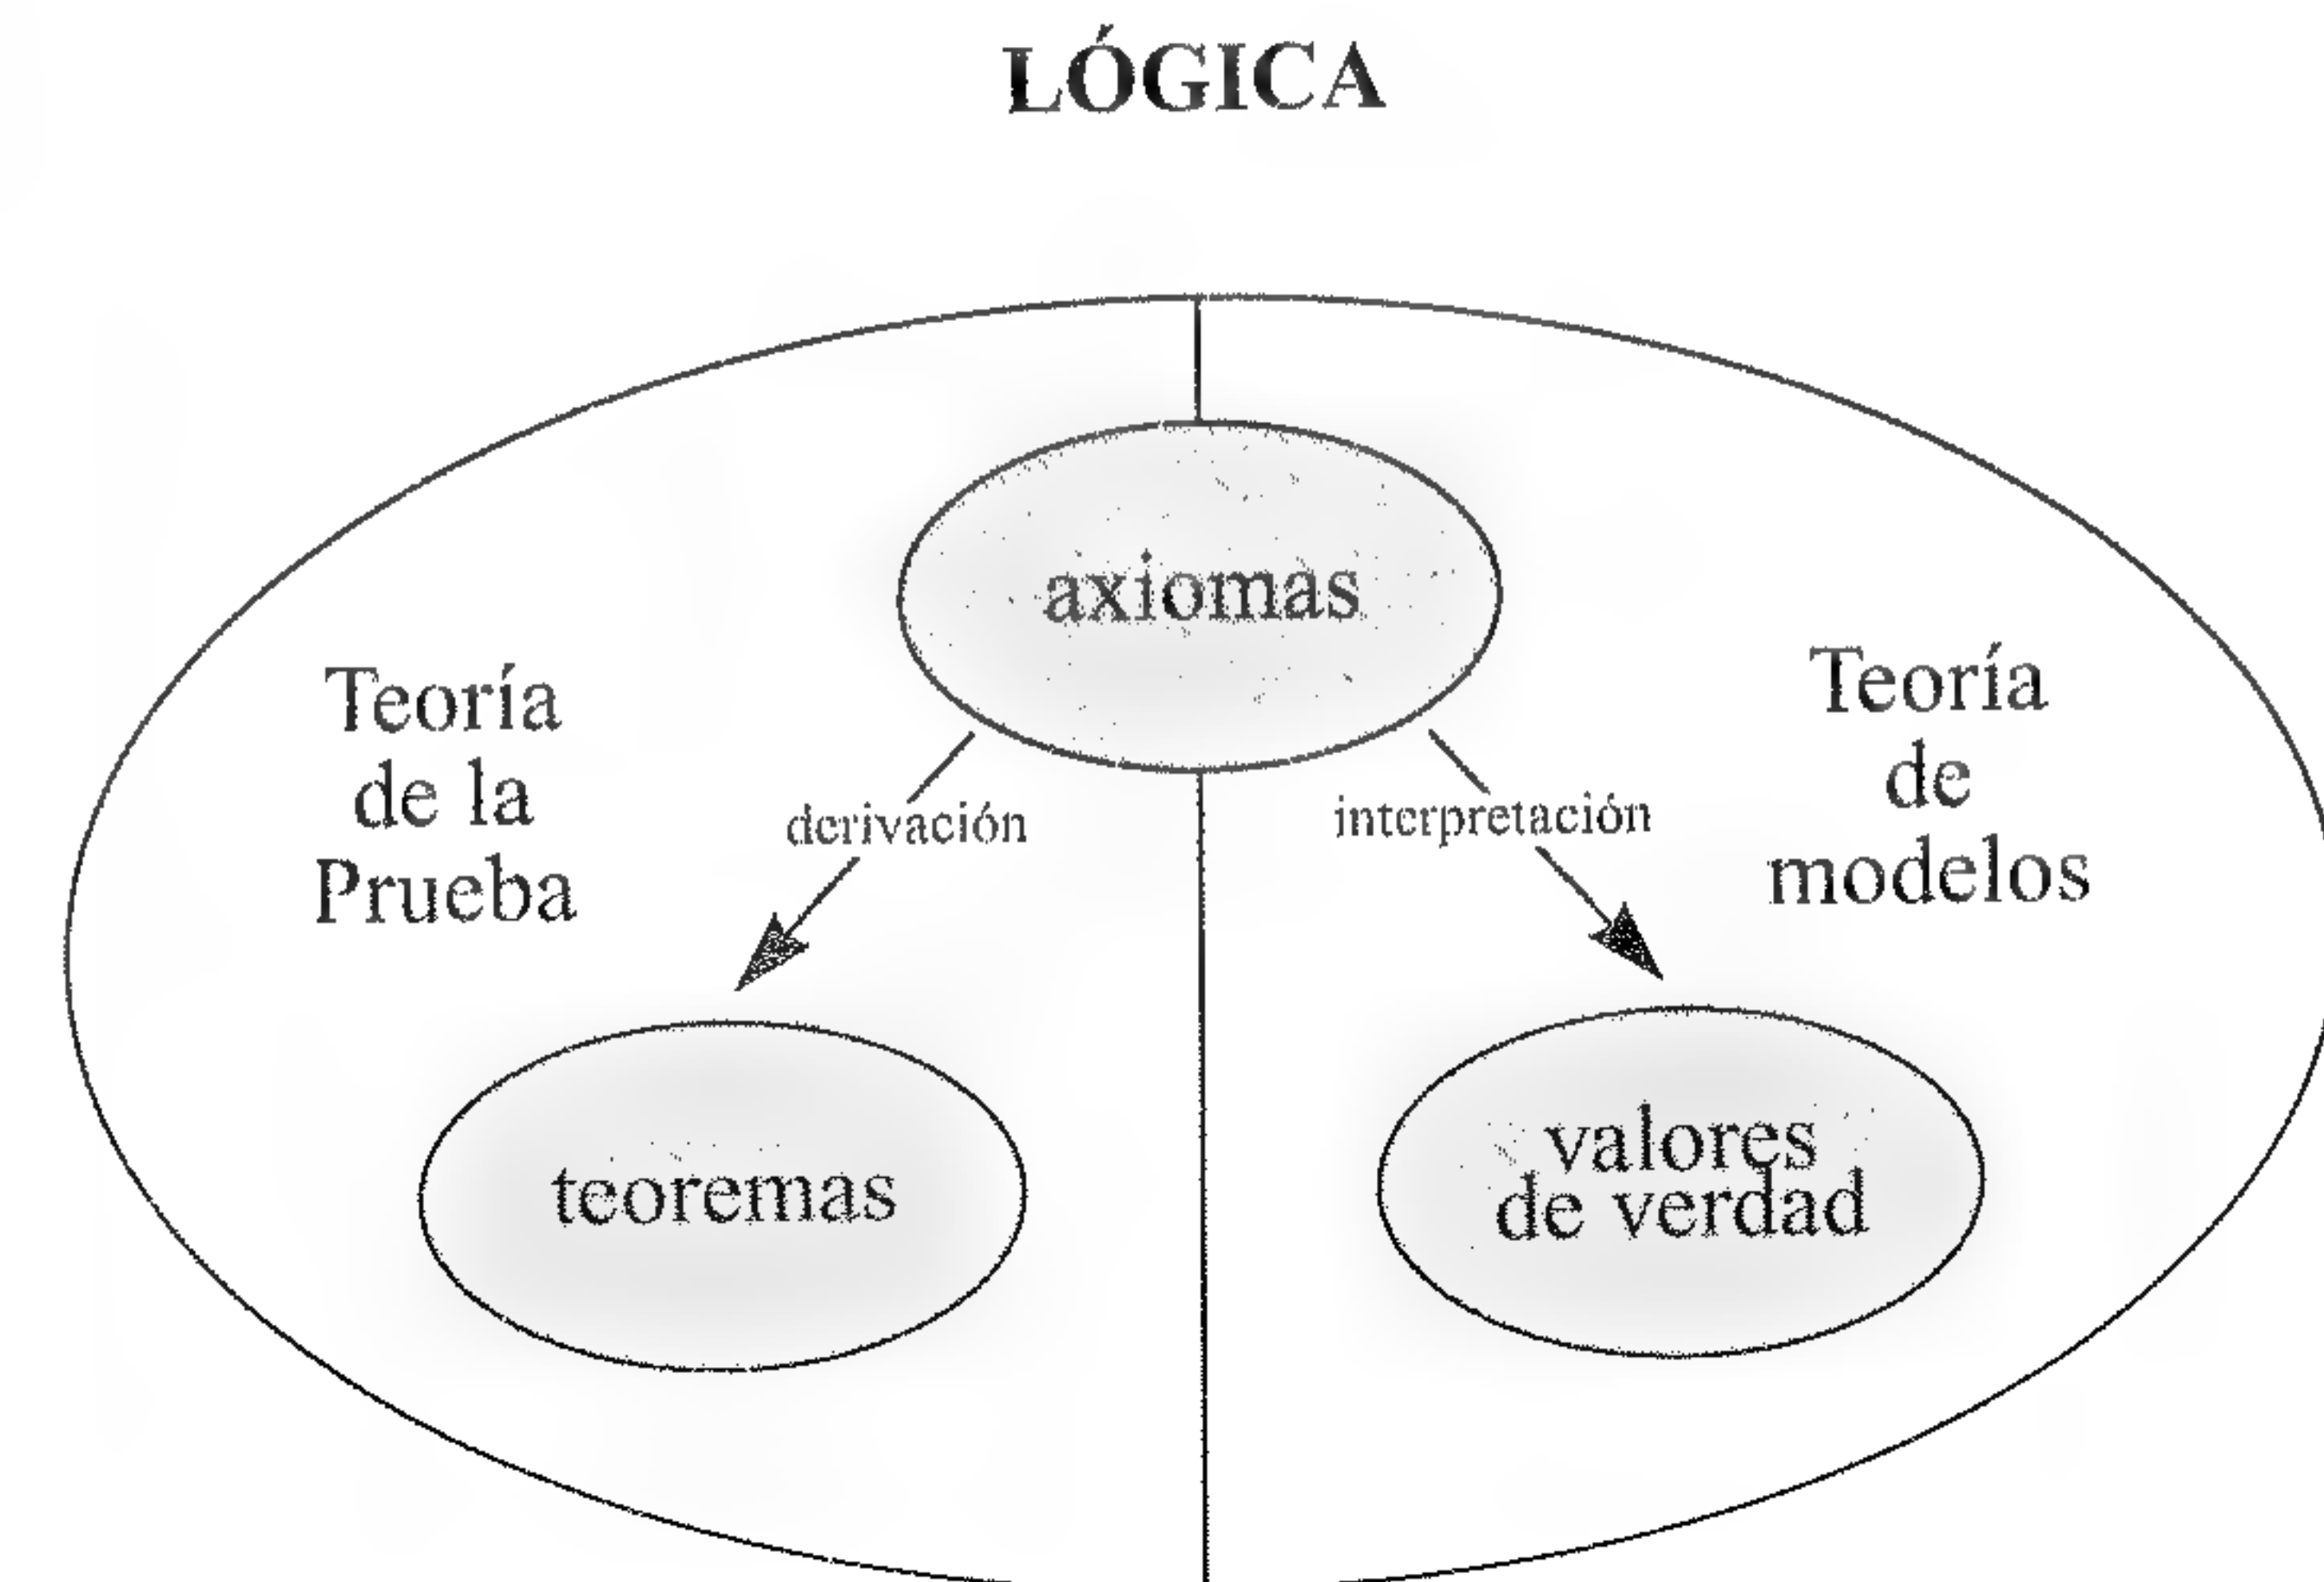 LÓGICA
axiomas
Teoría
de la
Prueba
derivación
interpretación
Teoría
de
modelos
teoremas
valores
de verdad